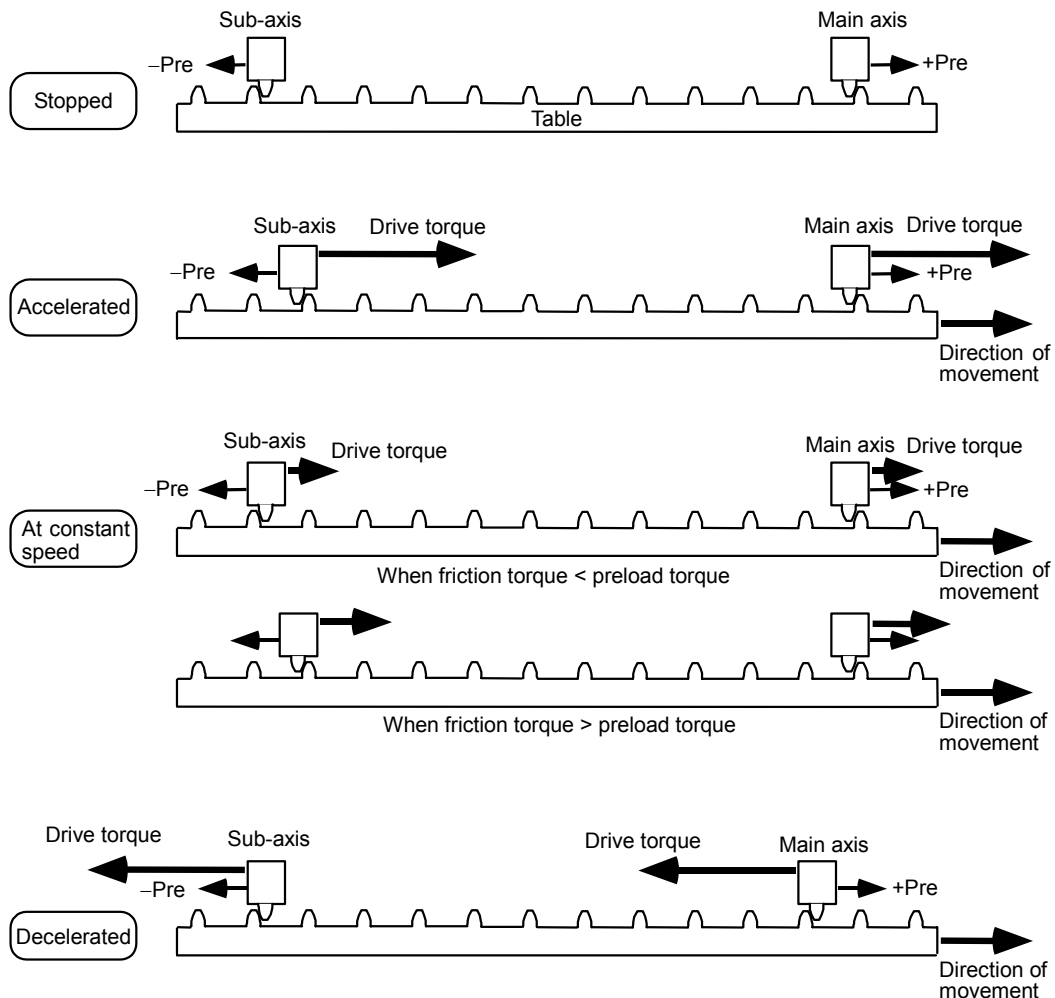 Sub-axis
Main axis
−Pre
+Pre
Stopped
Table
Sub-axis
Drive torque
Main axis
Drive torque
−Pre
+Pre
Accelerated
Direction of
movement
Sub-axis
Drive torque
Main axis
Drive torque
−Pre
+Pre
At constant
speed
When friction torque < preload torque
Direction of
movement
When friction torque > preload torque
Direction of
movement
Drive torque
Sub-axis
Drive torque
Main axis
−Pre
+Pre
Decelerated
Direction of
movement